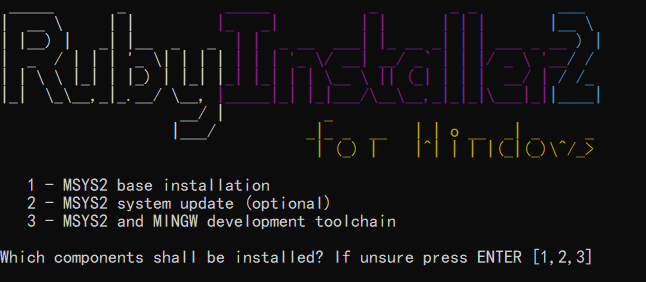 RubyInstaller2
for Windows
1 - MSYS2 base installation
2 - MSYS2 system update (optional)
3 - MSYS2 and MINGW development toolchain
Which components shall be installed? If unsure press ENTER [1,2,3]